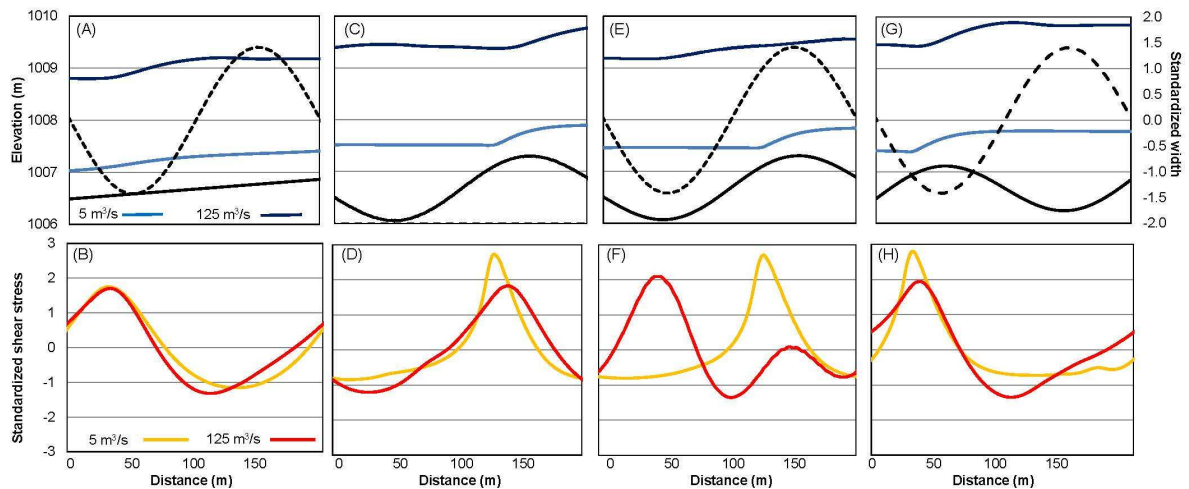 (A) (C) (E) (G)
1010 2.0
1.5
1009 1.0
0.5
1008 0.0
-0.5
1007 -1.0
-1.5
1006 -2.0
Elevation (m)
Standardized width
5 m³/s 125 m³/s
(B) (D) (F) (H)
3
2
1
0
-1
-2
-3
Standardized shear stress
5 m³/s 125 m³/s
0 50 100 150 0 50 100 150 0 50 100 150 0 50 100 150
Distance (m) Distance (m) Distance (m) Distance (m)